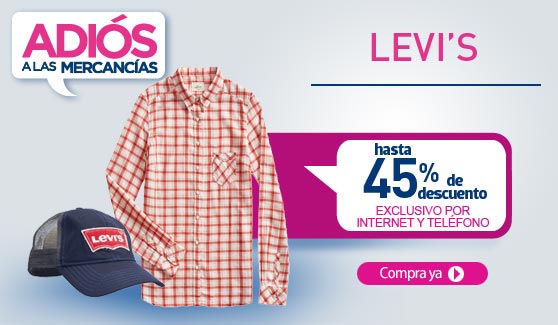 ADIÓS
A LAS MERCANCÍAS
LEVI'S
hasta
45% de
descuento
EXCLUSIVO POR
INTERNET Y TELÉFONO
Levi's
Compra ya